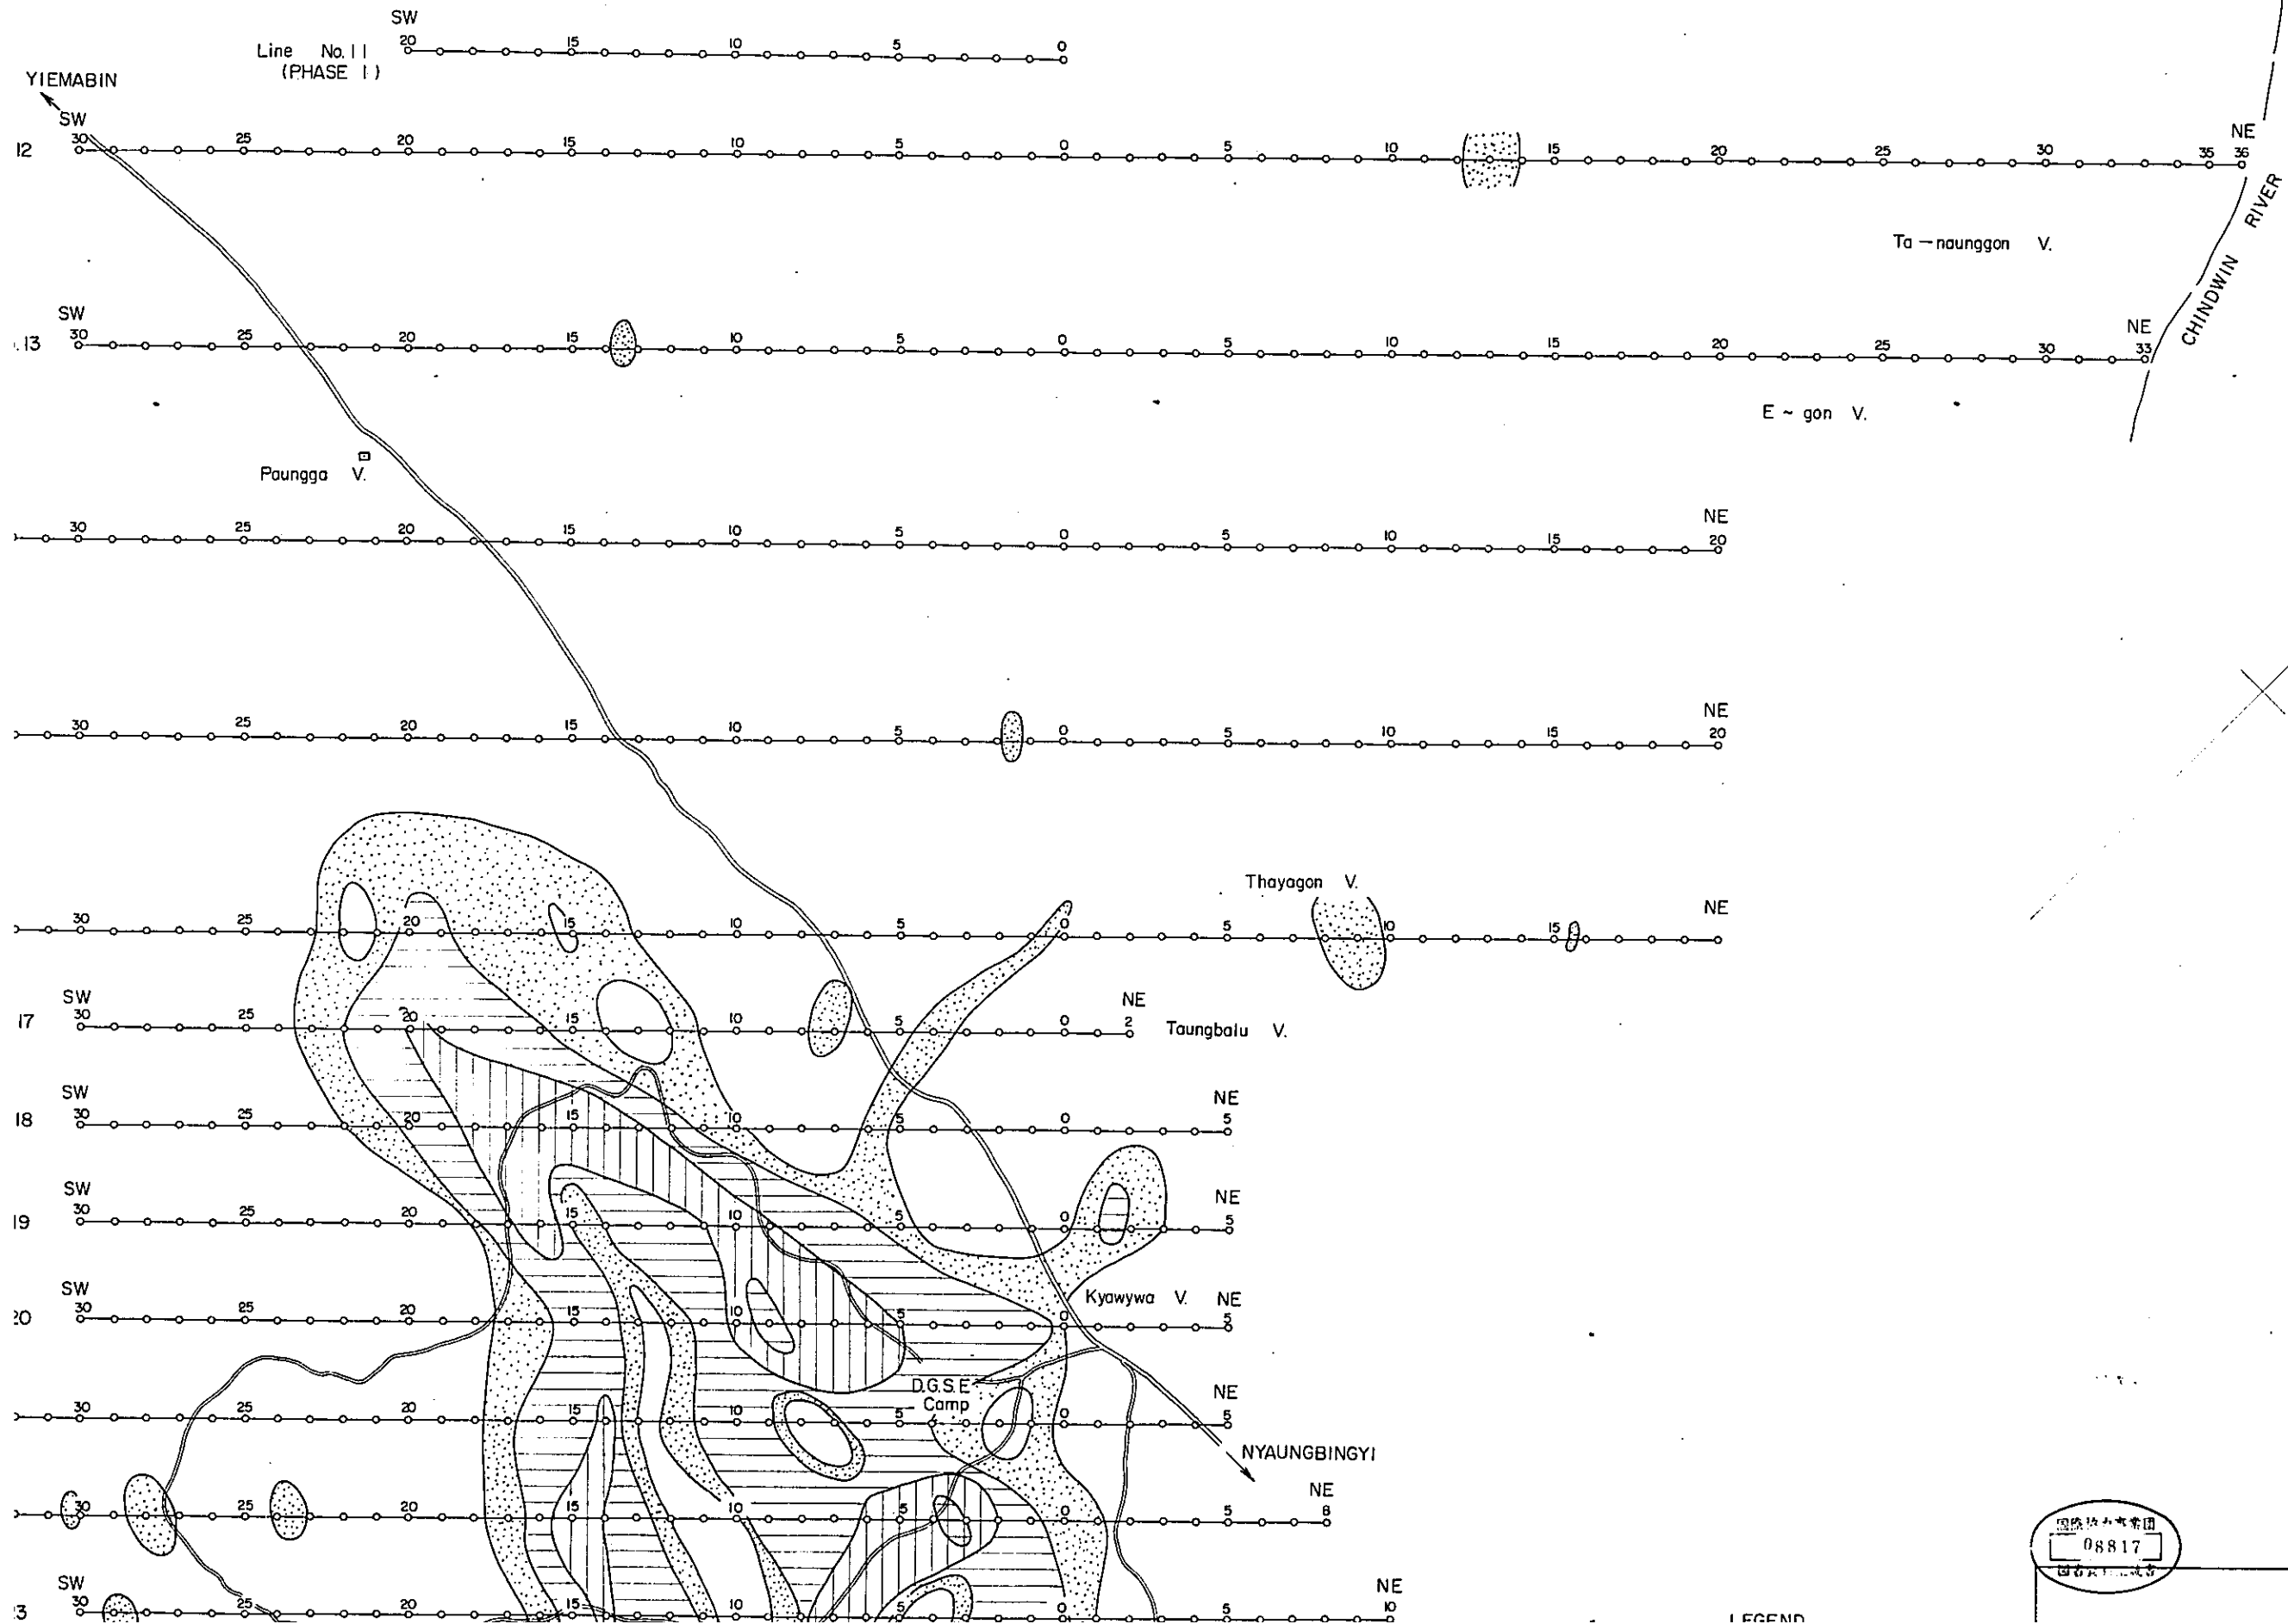 SW
Line No. 11 20 15 10 5 0
(PHASE I)
YIEMABIN
SW NE
12 30 25 20 15 10 5 0 5 10 15 20 25 30 35 36
CHINDWIN RIVER
Ta-naunggon V.
SW NE
.13 30 25 20 15 10 5 0 5 10 15 20 25 30 33
E~gon V.
Paungga V.
NE
30 25 20 15 10 5 0 5 10 15 20
NE
30 25 20 15 10 5 0 5 10 15 20
Thayagon V.
NE
30 25 20 15 10 5 0 5 10 15
SW NE
17 30 25 20 15 10 5 0 2 Taungbalu V.
SW NE
18 30 25 20 15 10 5 0 5
SW NE
19 30 25 20 15 10 5 0 5
Kyawywa V.
SW NE
20 30 25 20 15 10 5 0 5
D.G.S.E
Camp
NE
30 25 20 15 10 5 0 5
NYAUNGBINGYI
NE
30 25 20 15 10 5 0 5 8
SW NE
3 30 25 20 15 10 5 0 5 10
08817
LEGEND